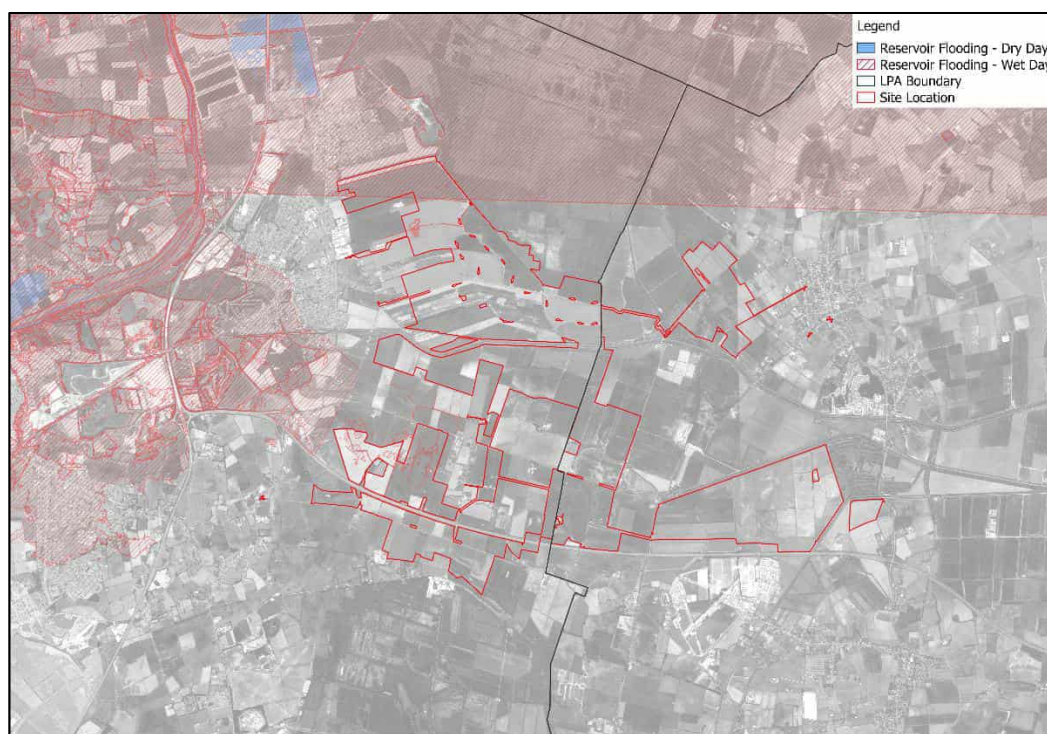 Legend
Reservoir Flooding - Dry Day
Reservoir Flooding - Wet Day
LPA Boundary
Site Location